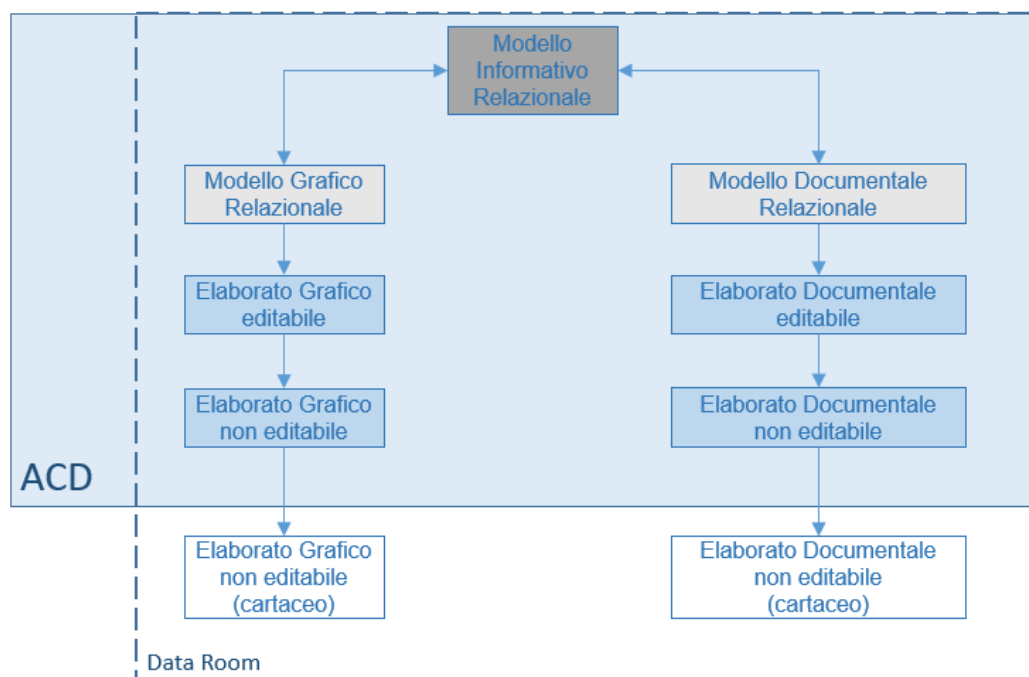 Modello
Informativo
Relazionale
Modello Grafico
Relazionale
Modello Documentale
Relazionale
Elaborato Grafico
editabile
Elaborato Documentale
editabile
Elaborato Grafico
non editabile
Elaborato Documentale
non editabile
ACD
Elaborato Grafico
non editabile
(cartaceo)
Elaborato Documentale
non editabile
(cartaceo)
Data Room